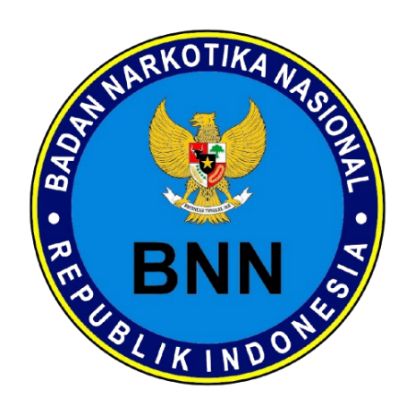 BADAN NARKOTIKA NASIONAL
BNN
REPUBLIK INDONESIA